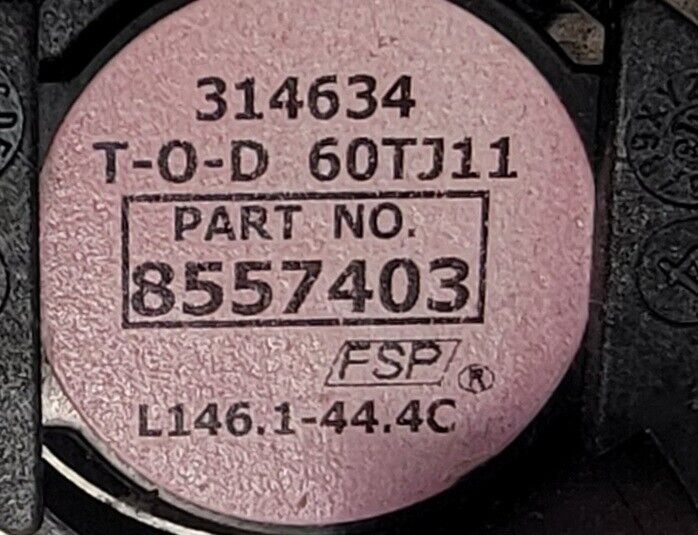 314634
T-O-D 60TJ11
PART NO.
8557403
FSP ®
L146.1-44.4C